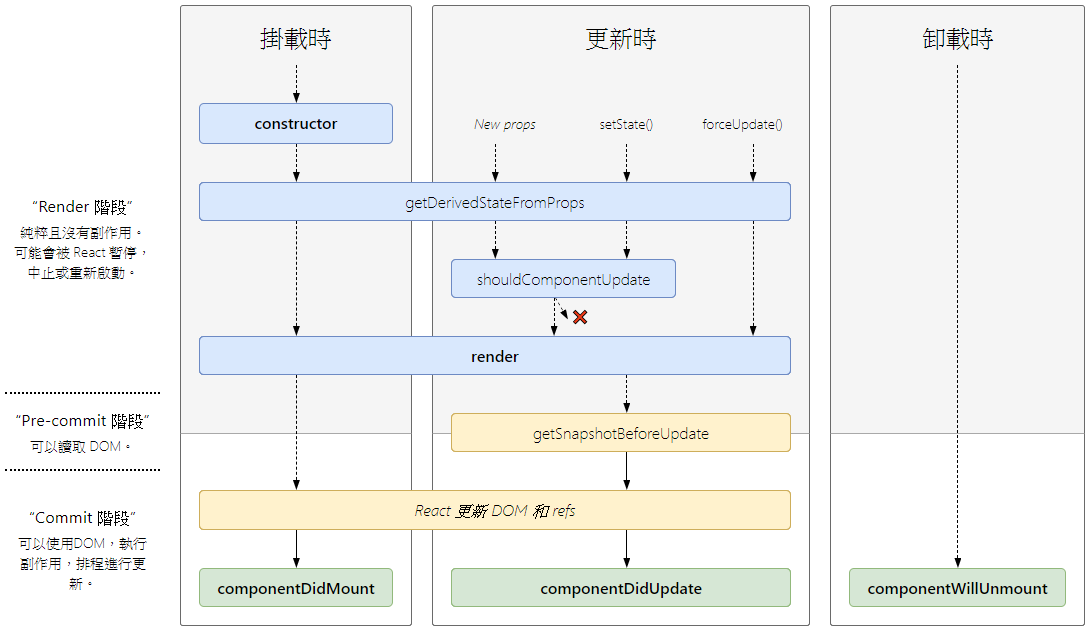 掛載時
更新時
卸載時
constructor
New props
setState()
forceUpdate()
getDerivedStateFromProps
“Render 階段”
純粹且沒有副作用。
可能會被 React 暫停，
中止或重新啟動。
shouldComponentUpdate
render
“Pre-commit 階段”
可以讀取 DOM。
getSnapshotBeforeUpdate
React 更新 DOM 和 refs
“Commit 階段”
可以使用DOM，執行
副作用，排程進行更
新。
componentDidMount
componentDidUpdate
componentWillUnmount